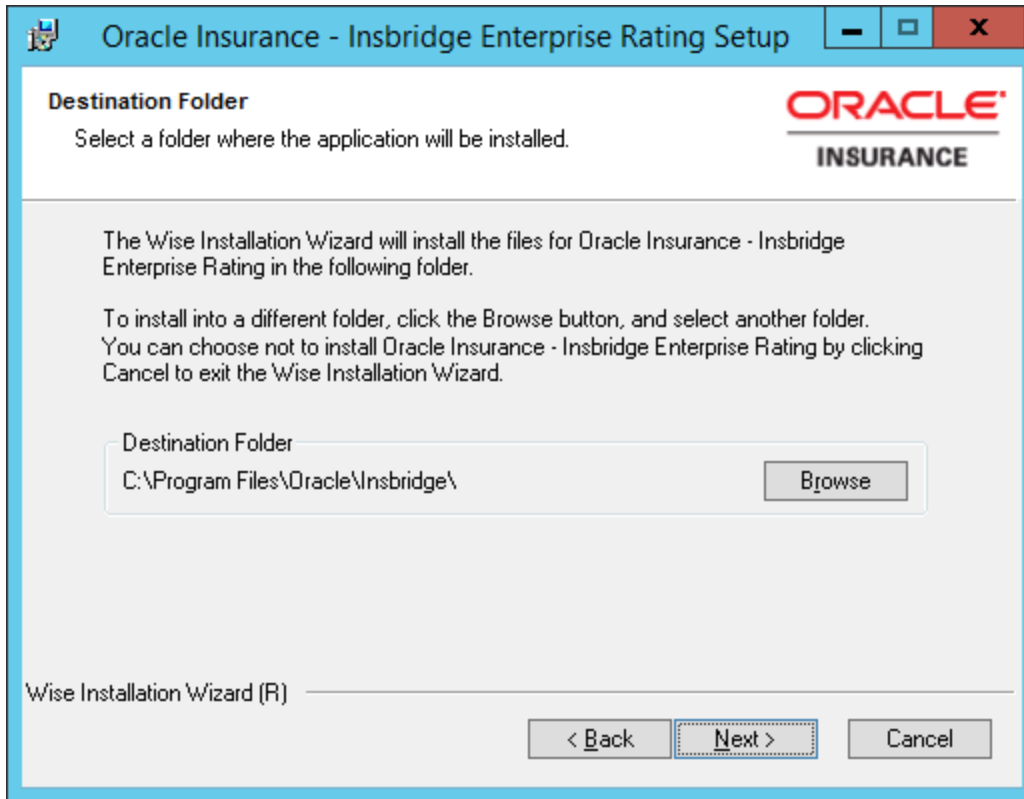 Oracle Insurance - Insbridge Enterprise Rating Setup
Destination Folder
Select a folder where the application will be installed.
ORACLE
INSURANCE
The Wise Installation Wizard will install the files for Oracle Insurance - Insbridge
Enterprise Rating in the following folder.
To install into a different folder, click the Browse button, and select another folder.
You can choose not to install Oracle Insurance - Insbridge Enterprise Rating by clicking
Cancel to exit the Wise Installation Wizard.
Destination Folder
C:\Program Files\Oracle\Insbridge\
Browse
Wise Installation Wizard (R)
< Back
Next >
Cancel